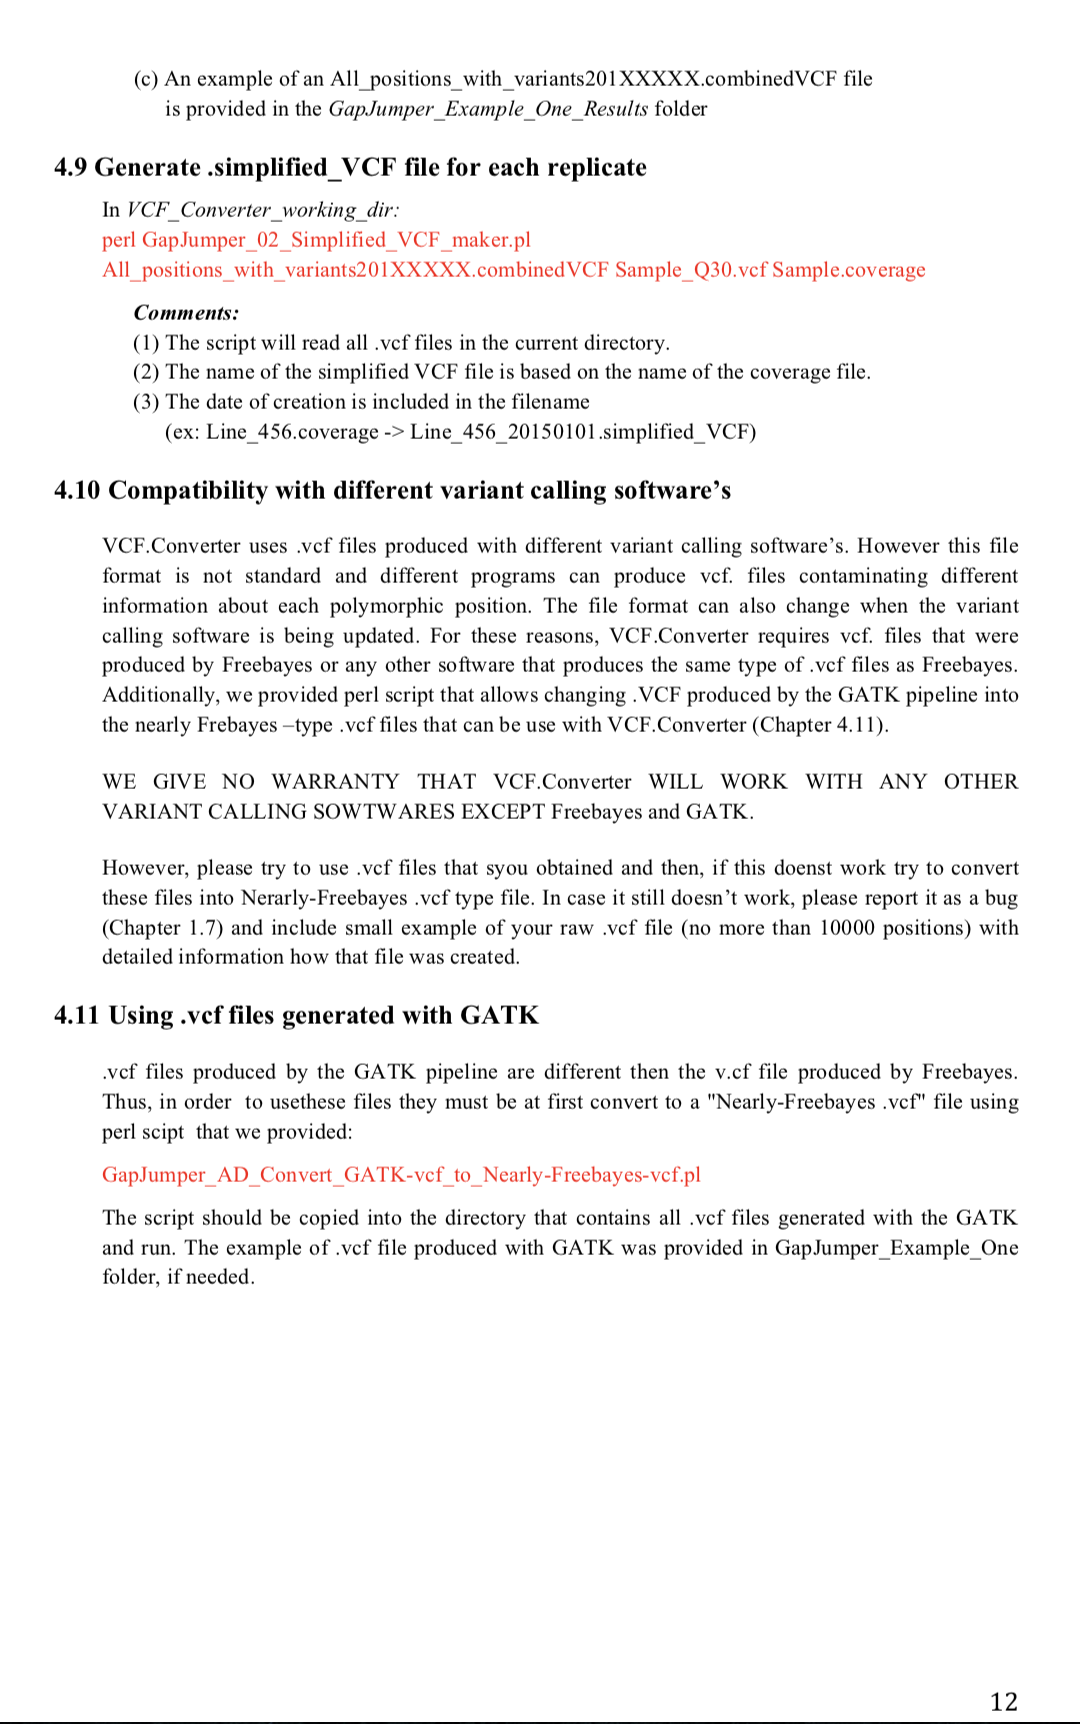 (c) An example of an All_positions_with_variants201XXXXX.combinedVCF file
is provided in the GapJumper_Example_One_Results folder
4.9 Generate .simplified_VCF file for each replicate
In VCF_Converter_working_dir:
perl GapJumper_02_Simplified_VCF_maker.pl
All_positions_with_variants201XXXXX.combinedVCF Sample_Q30.vcf Sample.coverage
Comments:
(1) The script will read all .vcf files in the current directory.
(2) The name of the simplified VCF file is based on the name of the coverage file.
(3) The date of creation is included in the filename
(ex: Line_456.coverage -> Line_456_20150101.simplified_VCF)
4.10 Compatibility with different variant calling software’s
VCF.Converter uses .vcf files produced with different variant calling software’s. However this file
format is not standard and different programs can produce vcf. files contaminating different
information about each polymorphic position. The file format can also change when the variant
calling software is being updated. For these reasons, VCF.Converter requires vcf. files that were
produced by Freebayes or any other software that produces the same type of .vcf files as Freebayes.
Additionally, we provided perl script that allows changing .VCF produced by the GATK pipeline into
the nearly Frebayes –type .vcf files that can be use with VCF.Converter (Chapter 4.11).
WE GIVE NO WARRANTY THAT VCF.Converter WILL WORK WITH ANY OTHER
VARIANT CALLING SOWTWARES EXCEPT Freebayes and GATK.
However, please try to use .vcf files that syou obtained and then, if this doenst work try to convert
these files into Nerarly-Freebayes .vcf type file. In case it still doesn’t work, please report it as a bug
(Chapter 1.7) and include small example of your raw .vcf file (no more than 10000 positions) with
detailed information how that file was created.
4.11 Using .vcf files generated with GATK
.vcf files produced by the GATK pipeline are different then the v.cf file produced by Freebayes.
Thus, in order to usethese files they must be at first convert to a "Nearly-Freebayes .vcf" file using
perl scipt that we provided:
GapJumper_AD_Convert_GATK-vcf_to_Nearly-Freebayes-vcf.pl
The script should be copied into the directory that contains all .vcf files generated with the GATK
and run. The example of .vcf file produced with GATK was provided in GapJumper_Example_One
folder, if needed.
12